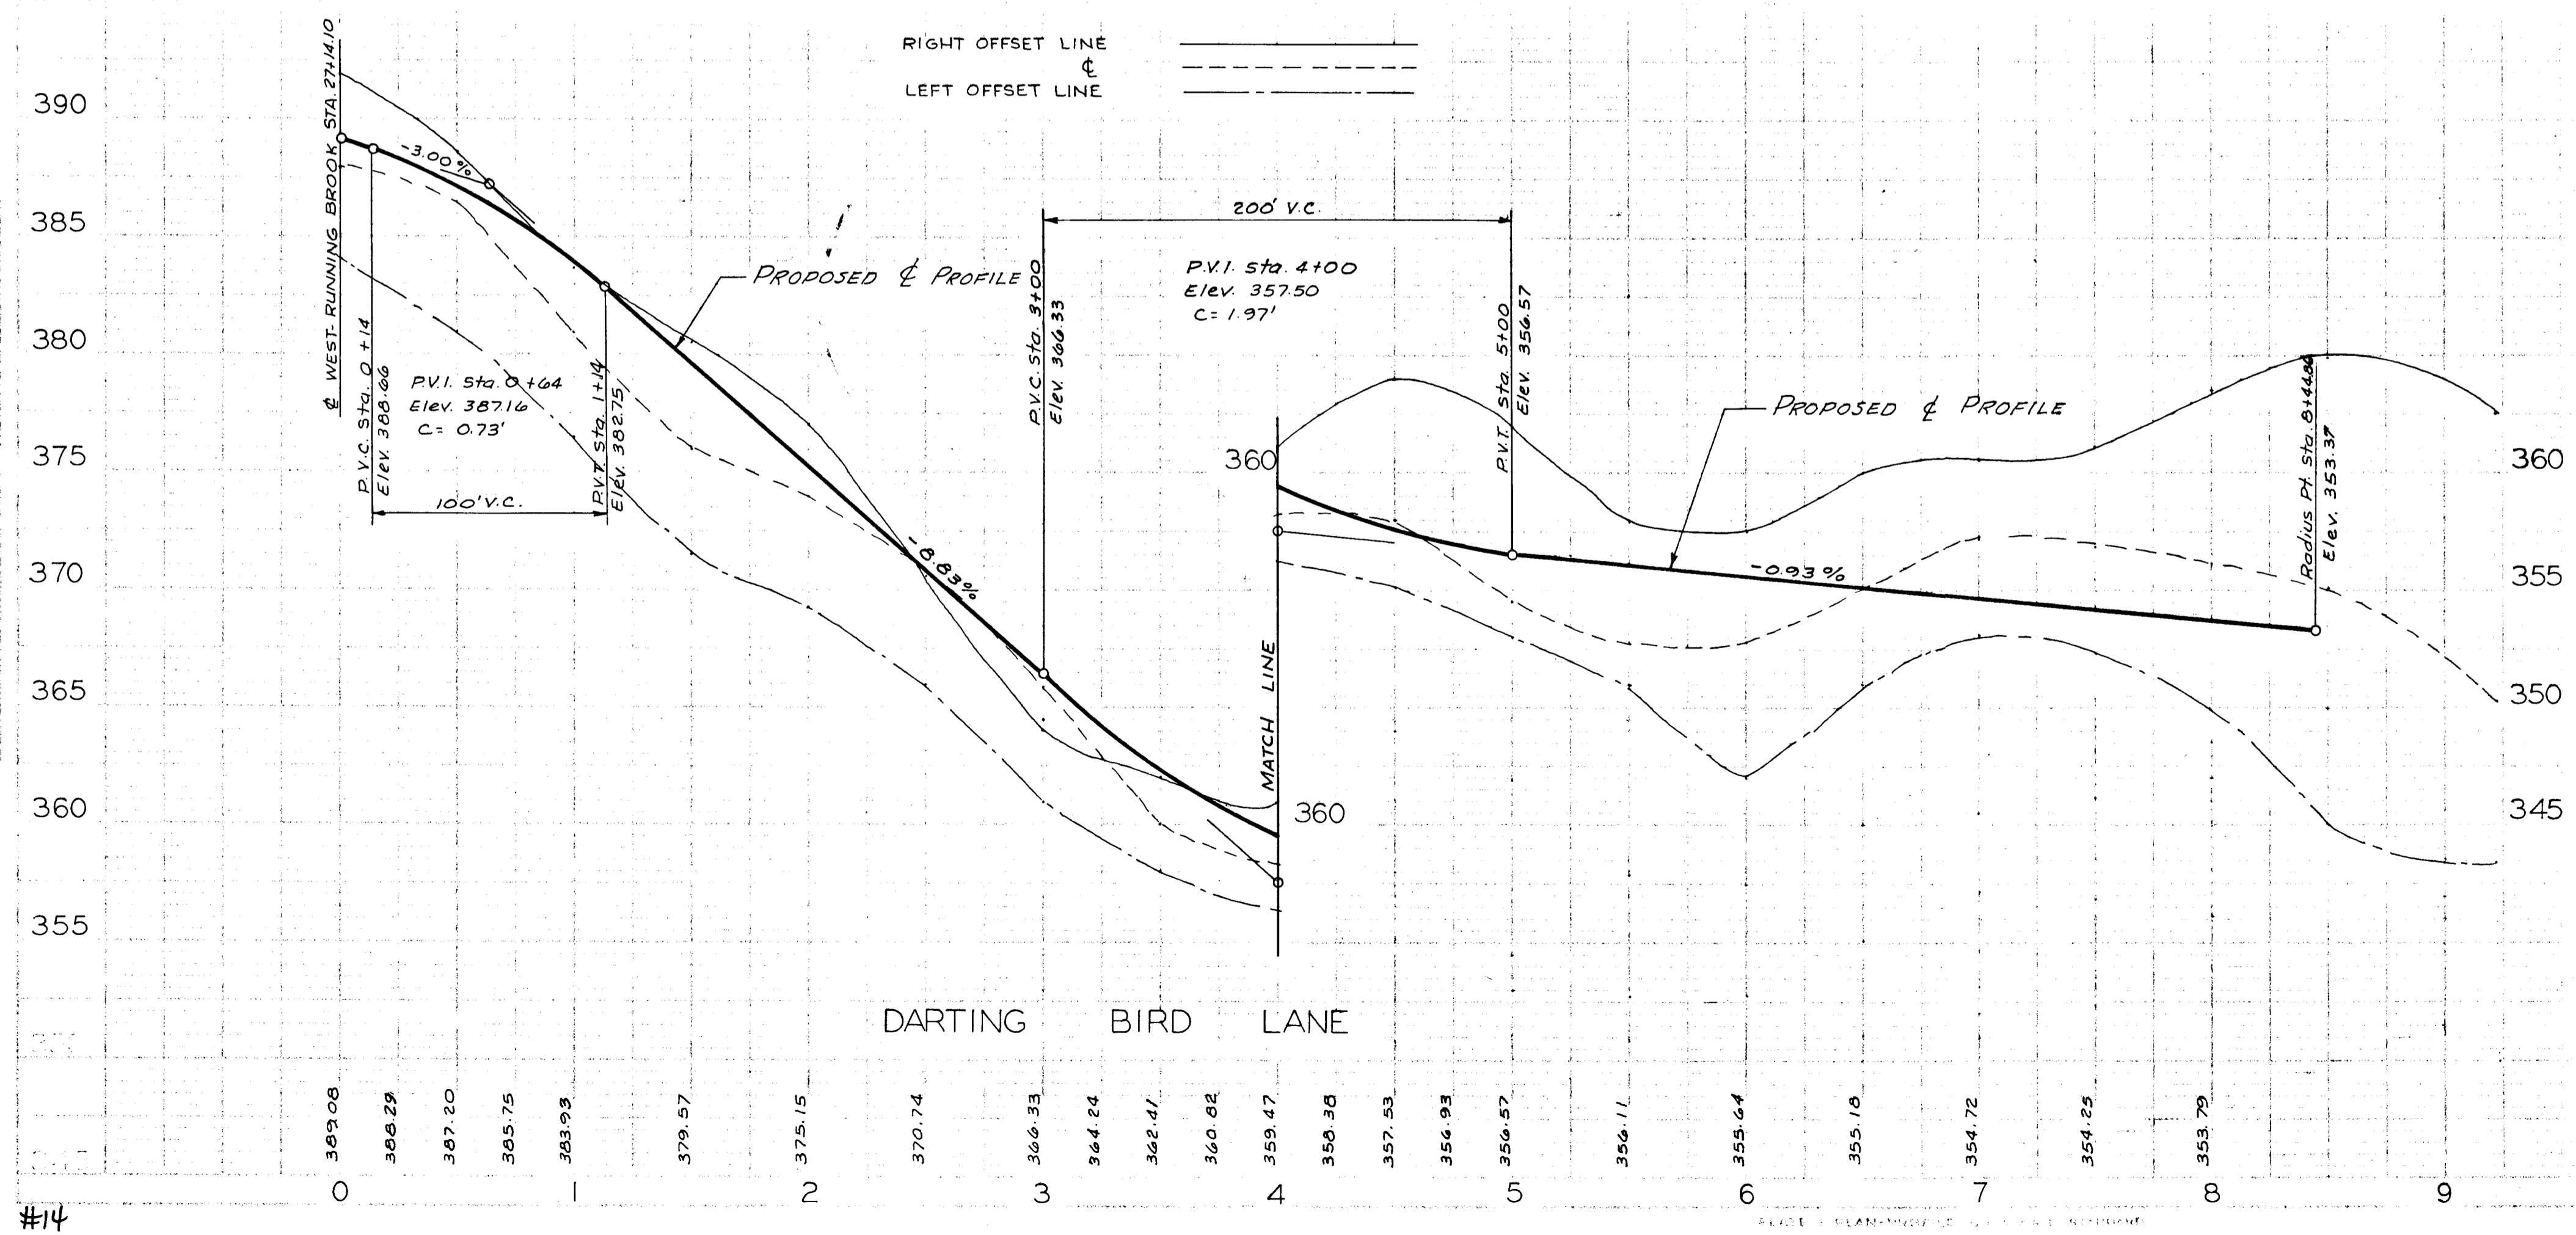 RIGHT OFFSET LINE
℄
LEFT OFFSET LINE
390
385
380
375
370
365
360
355
℄ WEST-RUNNING BROOK STA. 27+14.10
-3.00 %
P.V.C. Sta. 0+14
Elev. 388.66
P.V.I. Sta. 0+64
Elev. 387.16
C= 0.73'
100' V.C.
P.V.T. Sta. 1+14
Elev. 382.75
PROPOSED ℄ PROFILE
-8.83%
P.V.C. Sta. 3+00
Elev. 366.33
200' V.C.
P.V.I. Sta. 4+00
Elev. 357.50
C= 1.97'
P.V.T. Sta. 5+00
Elev. 356.57
360
MATCH LINE
360
PROPOSED ℄ PROFILE
-0.93%
Radius Pt. Sta. 8+44.86
Elev. 353.37
360
355
350
345
DARTING BIRD LANE
389.08 388.29 387.20 385.75 383.93 379.57 375.15 370.74 366.33 364.24 362.41 360.82 359.47 358.38 357.53 356.93 356.57 356.11 355.64 355.18 354.72 354.25 353.79
0 1 2 3 4 5 6 7 8 9
#14